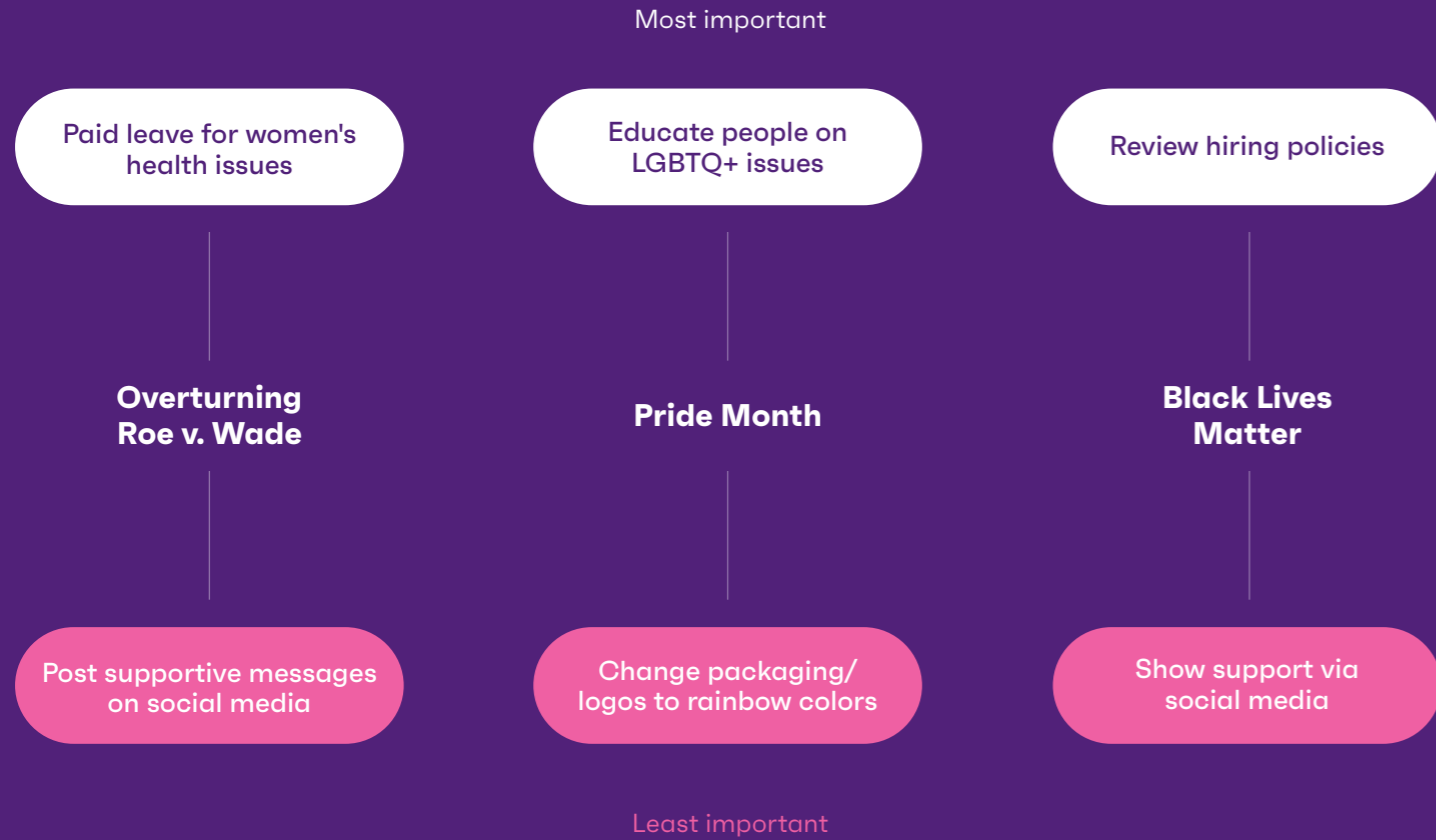 Most important
Paid leave for women's
health issues
Educate people on
LGBTQ+ issues
Review hiring policies
Overturning
Roe v. Wade
Pride Month
Black Lives
Matter
Post supportive messages
on social media
Change packaging/
logos to rainbow colors
Show support via
social media
Least important